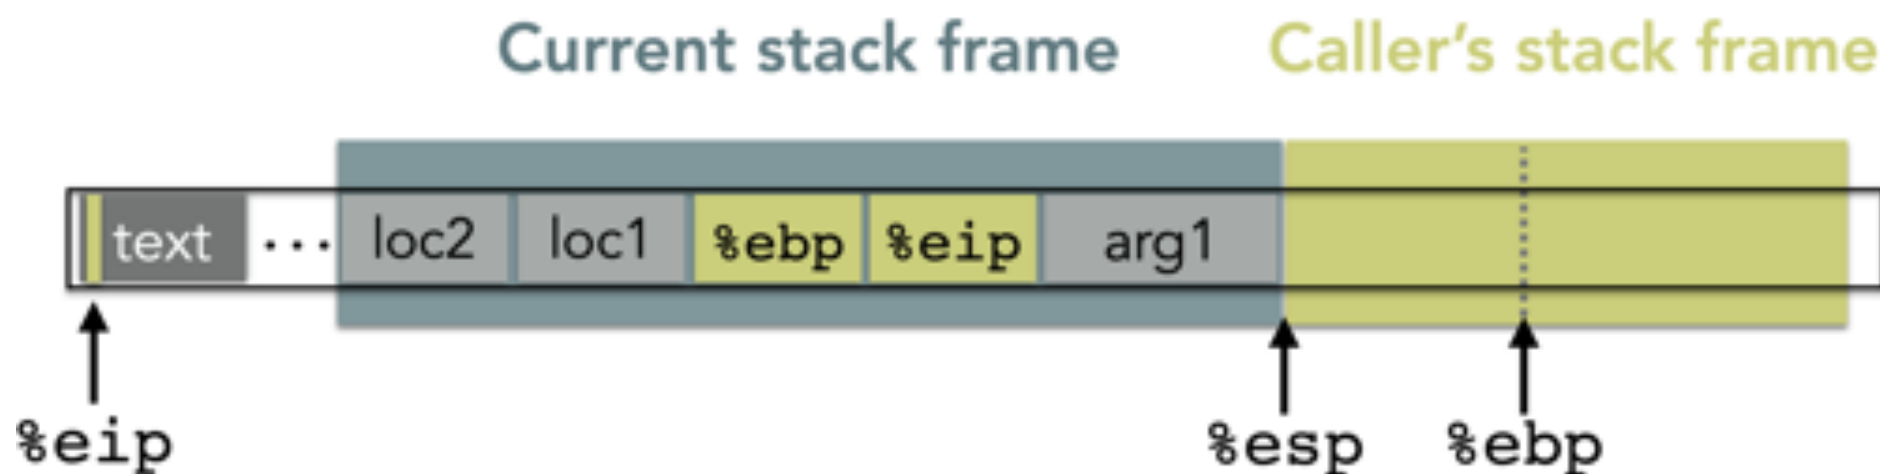 Current stack frame Caller's stack frame
text ... loc2 loc1 %ebp %eip arg1
%eip %esp %ebp